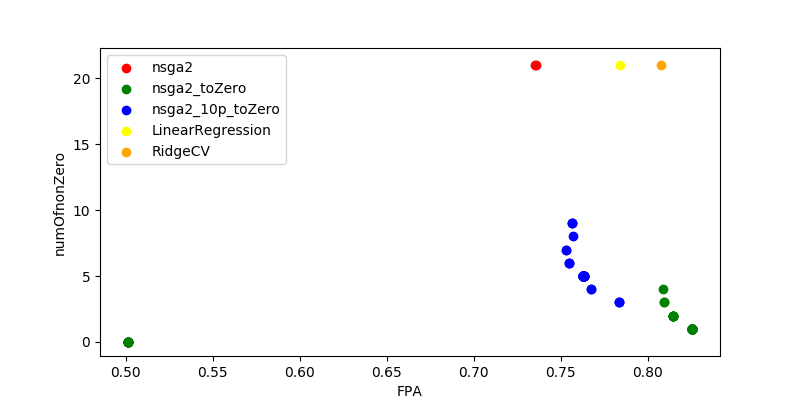 nsga2
nsga2_toZero
nsga2_10p_toZero
LinearRegression
RidgeCV
numOfnonZero
20
15
10
5
0
0.50 0.55 0.60 0.65 0.70 0.75 0.80
FPA